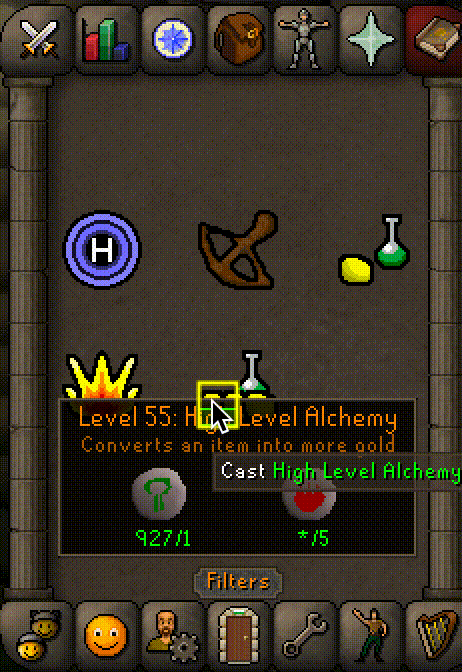 H
Level 55: High Level Alchemy
Converts an item into more gold
Cast High Level Alchemy
927/1
*/5
Filters